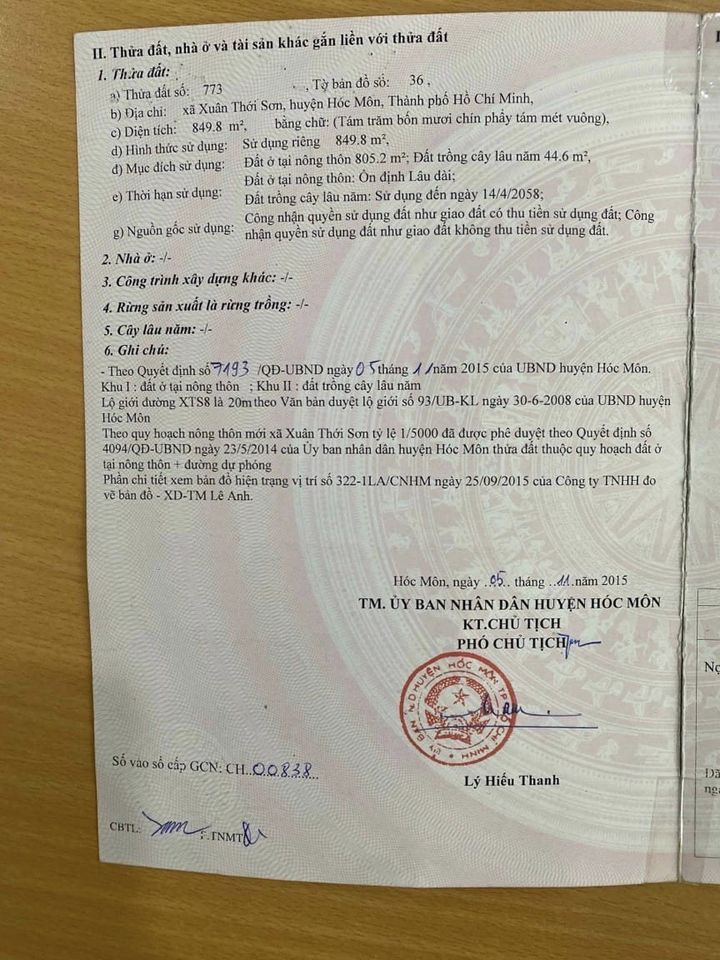 II. Thửa đất, nhà ở và tài sản khác gắn liền với thửa đất
1. Thửa đất:
a) Thửa đất số: 773 , Tờ bản đồ số: 36 ,
b) Địa chỉ: xã Xuân Thới Sơn, huyện Hóc Môn, Thành phố Hồ Chí Minh,
c) Diện tích: 849.8 m², bằng chữ: (Tám trăm bốn mươi chín phẩy tám mét vuông),
d) Hình thức sử dụng: Sử dụng riêng 849.8 m²,
đ) Mục đích sử dụng: Đất ở tại nông thôn 805.2 m²; Đất trồng cây lâu năm 44.6 m²,
e) Thời hạn sử dụng: Đất ở tại nông thôn: Ổn định Lâu dài;
Đất trồng cây lâu năm: Sử dụng đến ngày 14/4/2058;
g) Nguồn gốc sử dụng: Công nhận quyền sử dụng đất như giao đất có thu tiền sử dụng đất; Công
nhận quyền sử dụng đất như giao đất không thu tiền sử dụng đất.
2. Nhà ở: -/-
3. Công trình xây dựng khác: -/-
4. Rừng sản xuất là rừng trồng: -/-
5. Cây lâu năm: -/-
6. Ghi chú:
- Theo Quyết định số 7193 /QĐ-UBND ngày 05 tháng 11 năm 2015 của UBND huyện Hóc Môn.
Khu I : đất ở tại nông thôn ; Khu II : đất trồng cây lâu năm
Lộ giới đường XTS8 là 20m theo Văn bản duyệt lộ giới số 93/UB-KL ngày 30-6-2008 của UBND huyện
Hóc Môn
Theo quy hoạch nông thôn mới xã Xuân Thới Sơn tỷ lệ 1/5000 đã được phê duyệt theo Quyết định số
4094/QĐ-UBND ngày 23/5/2014 của Ủy ban nhân dân huyện Hóc Môn thửa đất thuộc quy hoạch đất ở
tại nông thôn + đường dự phóng
Phần chi tiết xem bản đồ hiện trạng vị trí số 322-1LA/CNHM ngày 25/09/2015 của Công ty TNHH đo
vẽ bản đồ - XD-TM Lê Anh.
Hóc Môn, ngày 05 tháng 11 năm 2015
TM. ỦY BAN NHÂN DÂN HUYỆN HÓC MÔN
KT.CHỦ TỊCH
PHÓ CHỦ TỊCH
ỦY BAN N.D HUYỆN HÓC MÔN TP HỒ CHÍ MINH
Lý Hiếu Thanh
Số vào sổ cấp GCN: CH 00838
CBTL: P.TNMT